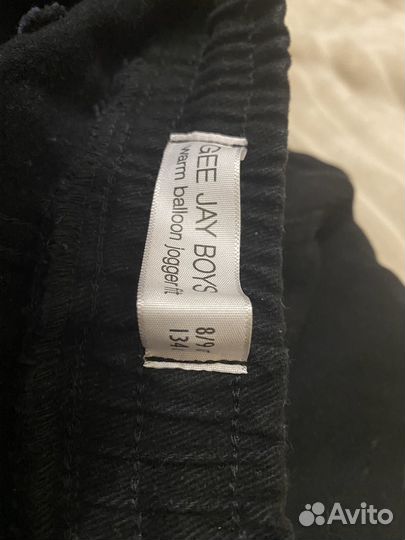 GEE JAY BOYS
warm balloon joggerfit
8/9
134
Avito